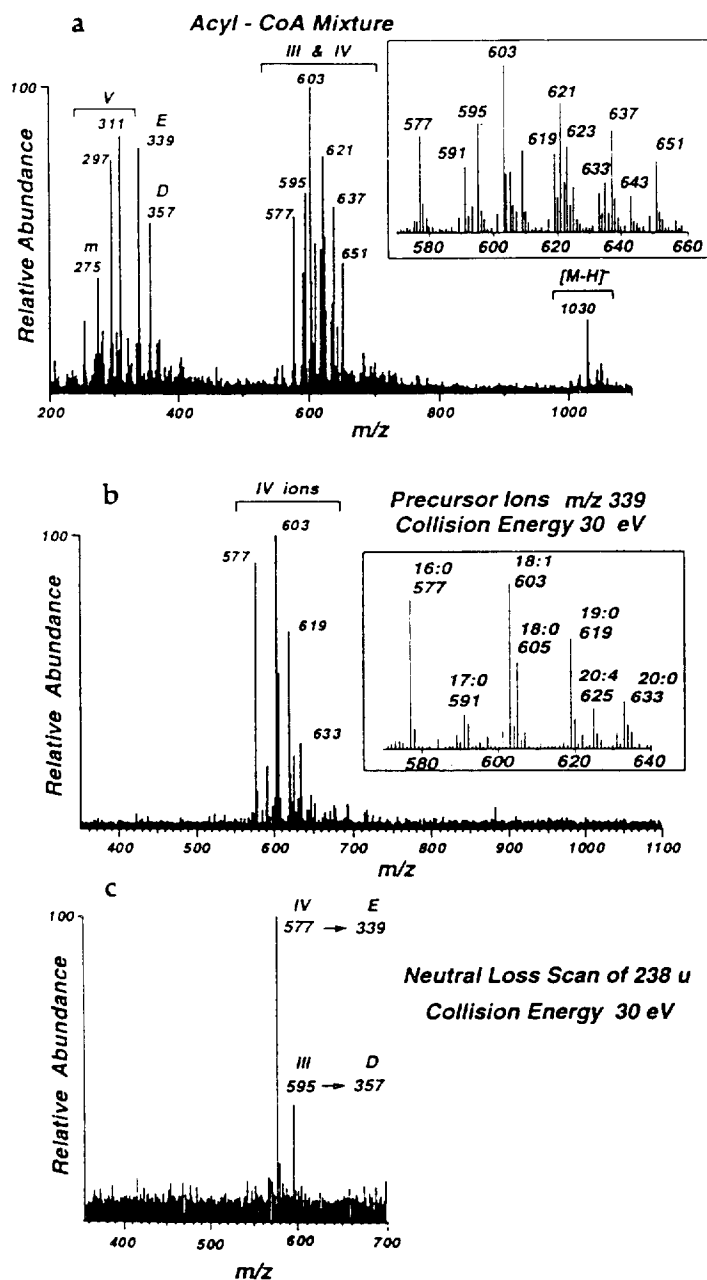 a
Acyl - CoA Mixture
III & IV
603
100
V
311
E
339
297
D
357
m
275
595
577
621
637
651
[M-H]-
1030
Relative Abundance
200
400
600
800
1000
m/z
603
577
591
595
619
621
623
633
637
643
651
580
600
620
640
660
b
IV ions
603
100
577
619
633
Precursor Ions m/z 339
Collision Energy 30 eV
16:0
577
17:0
591
18:1
603
18:0
605
19:0
619
20:4
625
20:0
633
580
600
620
640
Relative Abundance
400
500
600
700
800
900
1000
1100
m/z
c
100
IV E
577 → 339
III D
595 → 357
Neutral Loss Scan of 238 u
Collision Energy 30 eV
Relative Abundance
400
500
600
700
m/z